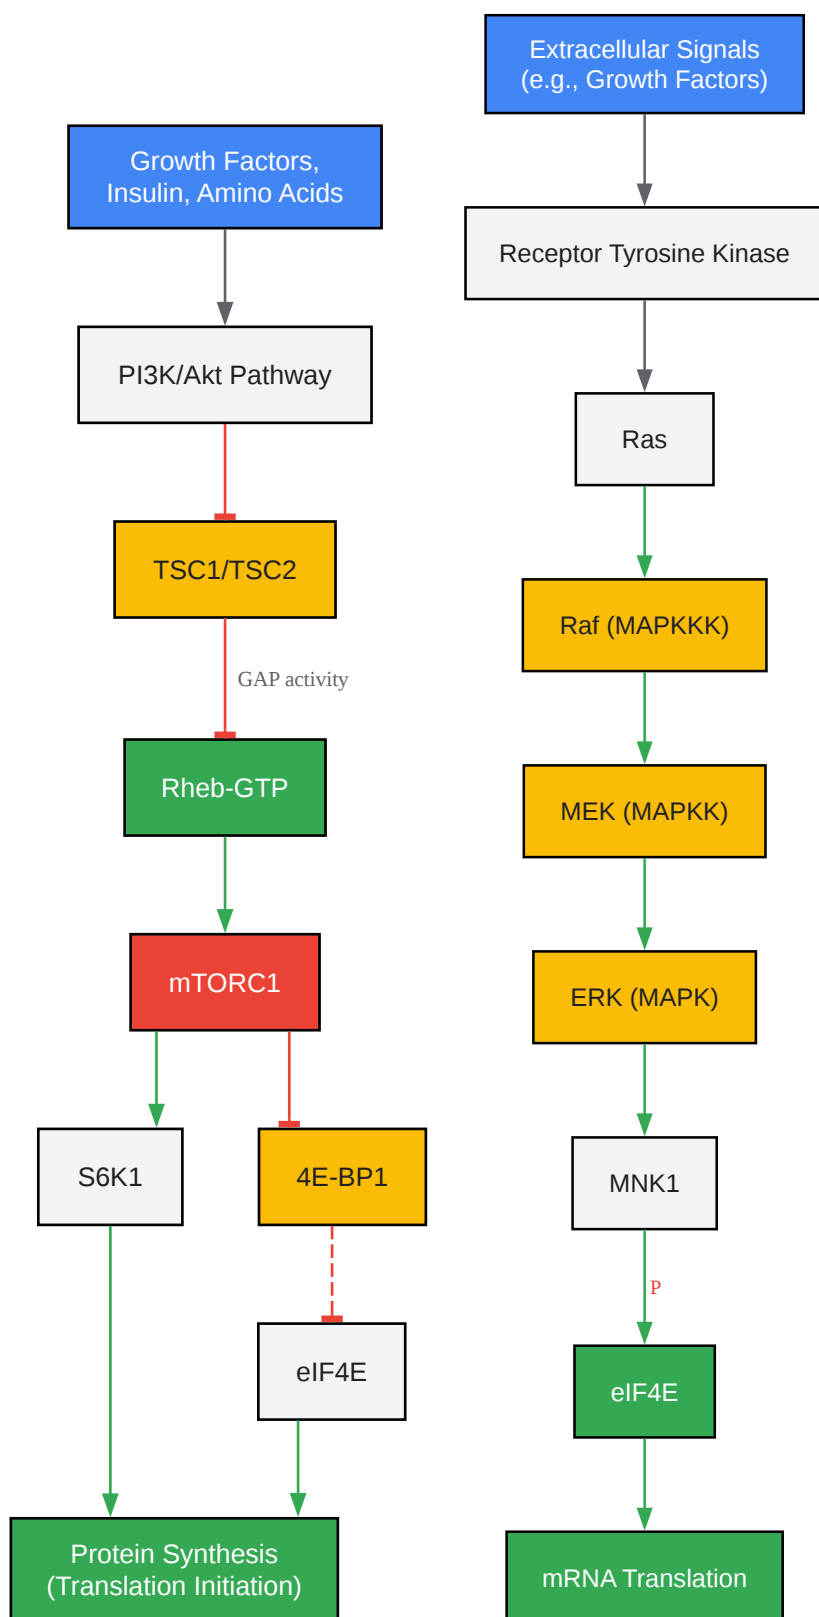 Growth Factors,
Insulin, Amino Acids
PI3K/Akt Pathway
TSC1/TSC2
GAP activity
Rheb-GTP
mTORC1
S6K1
4E-BP1
eIF4E
Protein Synthesis
(Translation Initiation)
Extracellular Signals
(e.g., Growth Factors)
Receptor Tyrosine Kinase
Ras
Raf (MAPKKK)
MEK (MAPKK)
ERK (MAPK)
MNK1
P
eIF4E
mRNA Translation